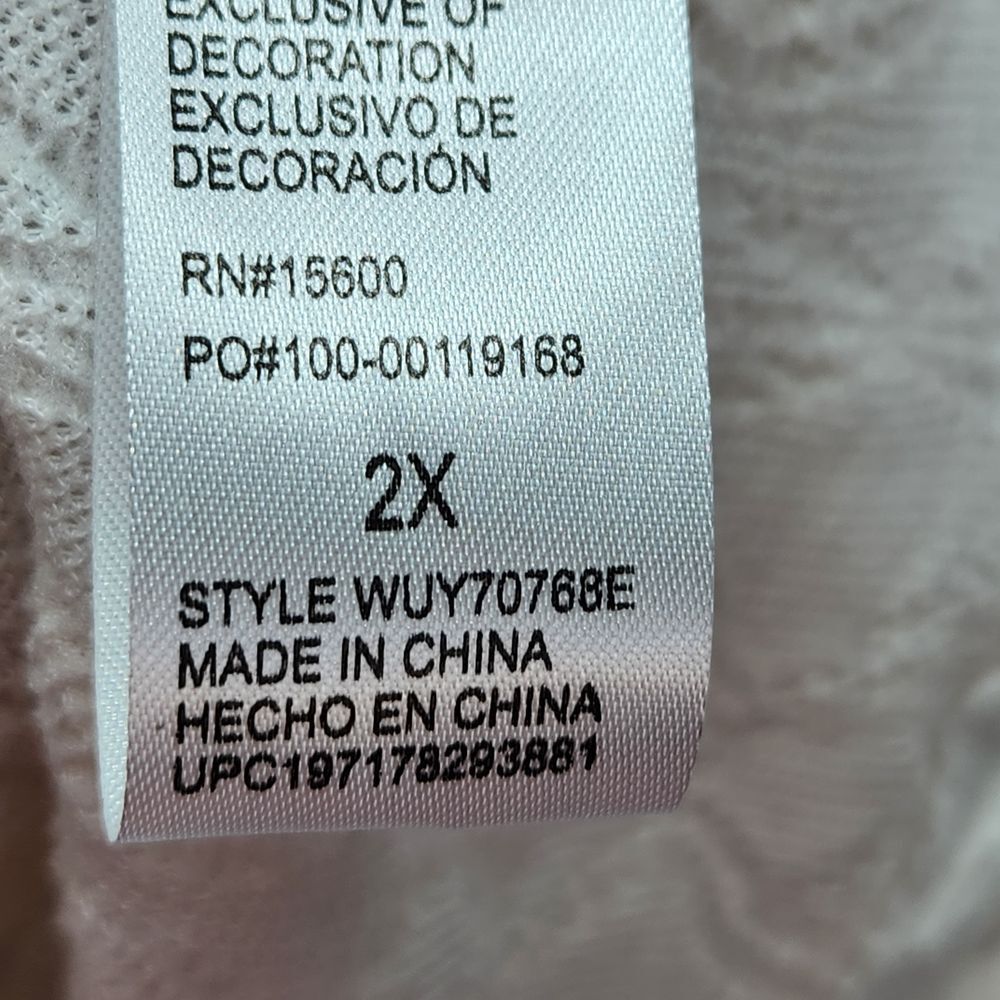 EXCLUSIVE OF
DECORATION
EXCLUSIVO DE
DECORACIÓN
RN#15600
PO#100-00119168
2X
STYLE WUY70768E
MADE IN CHINA
HECHO EN CHINA
UPC197178293881